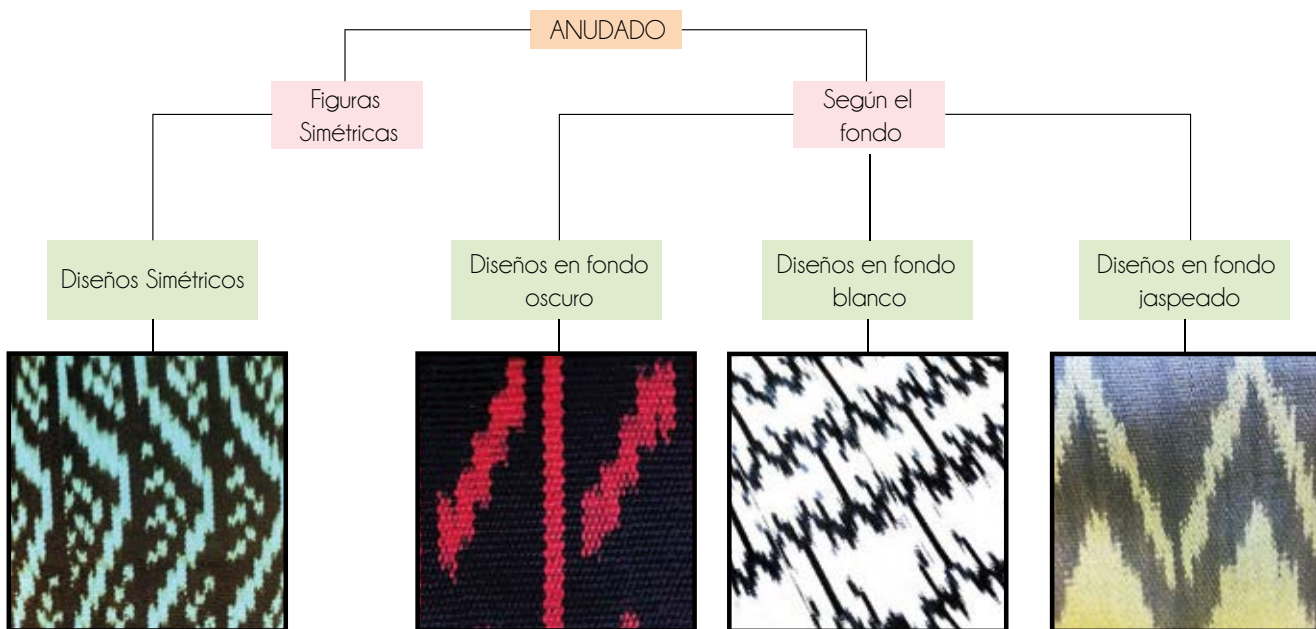 ANUDADO
Figuras
Simétricas
Según el
fondo
Diseños Simétricos
Diseños en fondo
oscuro
Diseños en fondo
blanco
Diseños en fondo
jaspeado